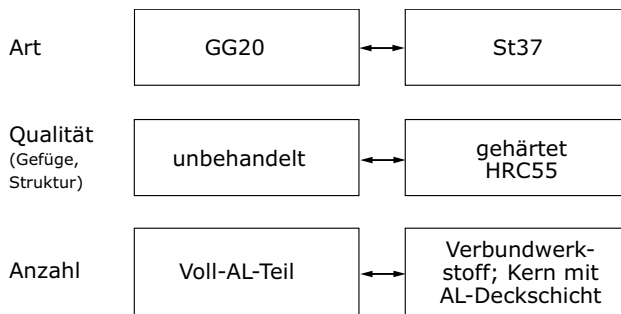 Art
GG20
St37
Qualität
(Gefüge,
Struktur)
unbehandelt
gehärtet
HRC55
Anzahl
Voll-AL-Teil
Verbundwerk-
stoff; Kern mit
AL-Deckschicht